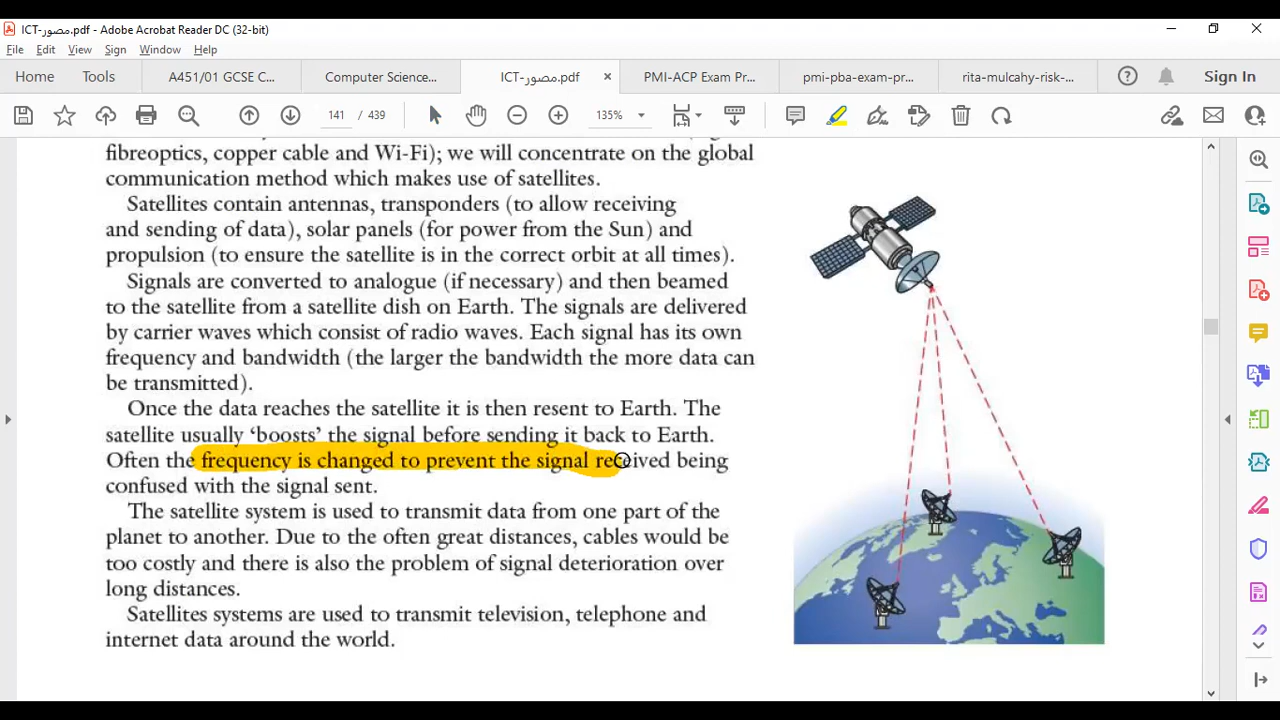 ICT-مصور.pdf - Adobe Acrobat Reader DC (32-bit)
File Edit View Window Help
Home Tools A451/01 GCSE C... Computer Science... ICT-مصور.pdf × PMI-ACP Exam Pr... pmi-pba-exam-pr... rita-mulcahy-risk-... Sign In
141 / 439 135%
fibreoptics, copper cable and Wi-Fi); we will concentrate on the global
communication method which makes use of satellites.
Satellites contain antennas, transponders (to allow receiving
and sending of data), solar panels (for power from the Sun) and
propulsion (to ensure the satellite is in the correct orbit at all times).
Signals are converted to analogue (if necessary) and then beamed
to the satellite from a satellite dish on Earth. The signals are delivered
by carrier waves which consist of radio waves. Each signal has its own
frequency and bandwidth (the larger the bandwidth the more data can
be transmitted).
Once the data reaches the satellite it is then resent to Earth. The
satellite usually ‘boosts’ the signal before sending it back to Earth.
Often the frequency is changed to prevent the signal received being
confused with the signal sent.
The satellite system is used to transmit data from one part of the
planet to another. Due to the often great distances, cables would be
too costly and there is also the problem of signal deterioration over
long distances.
Satellites systems are used to transmit television, telephone and
internet data around the world.